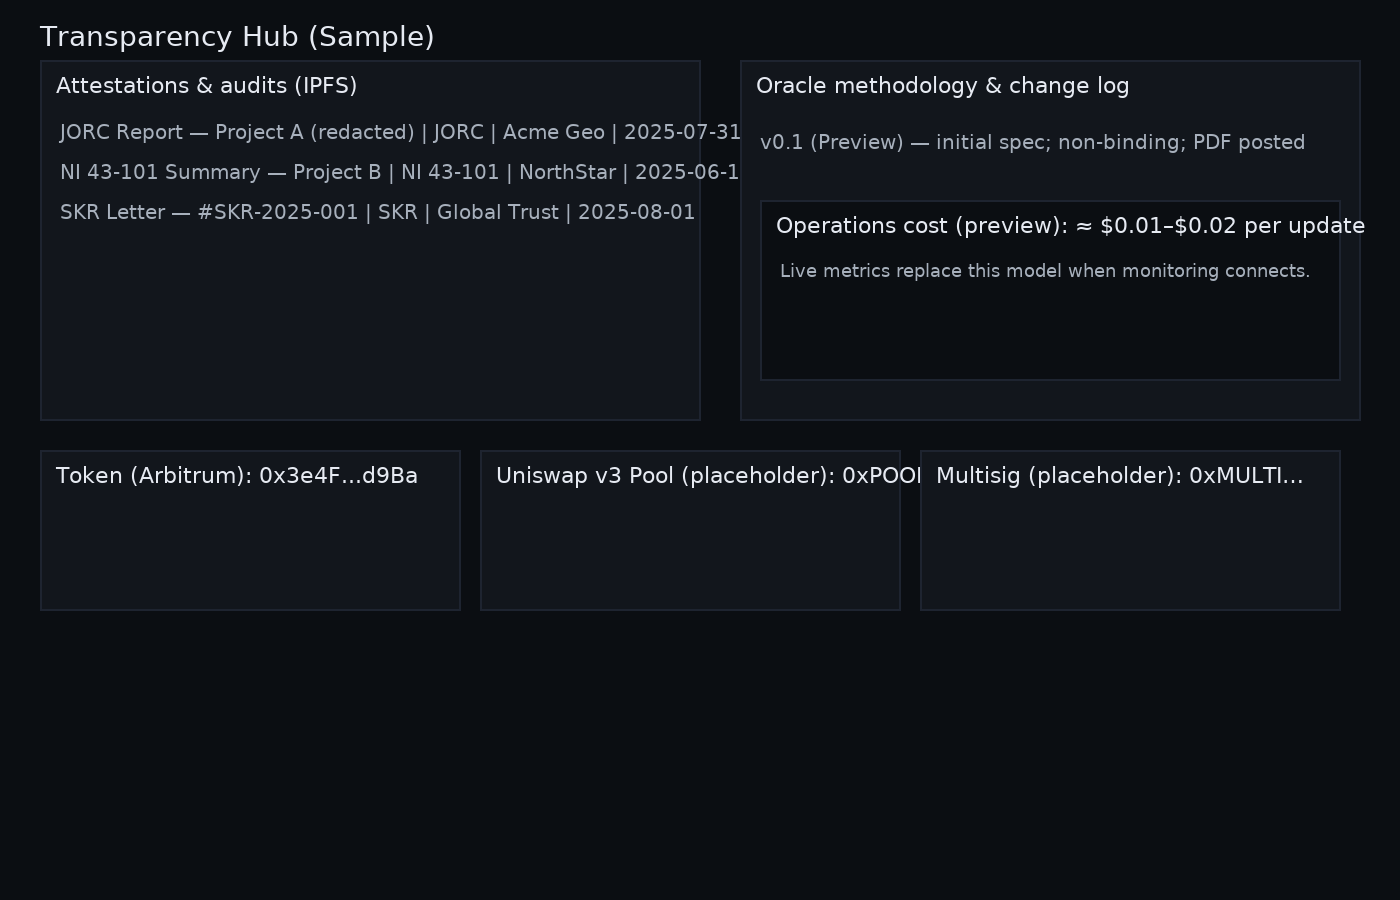 Transparency Hub (Sample)
Attestations & audits (IPFS)
JORC Report — Project A (redacted) | JORC | Acme Geo | 2025-07-31
NI 43-101 Summary — Project B | NI 43-101 | NorthStar | 2025-06-1
SKR Letter — #SKR-2025-001 | SKR | Global Trust | 2025-08-01
Oracle methodology & change log
v0.1 (Preview) — initial spec; non-binding; PDF posted
Operations cost (preview): ≈ $0.01–$0.02 per update
Live metrics replace this model when monitoring connects.
Token (Arbitrum): 0x3e4F…d9Ba
Uniswap v3 Pool (placeholder): 0xPOO
Multisig (placeholder): 0xMULTI…